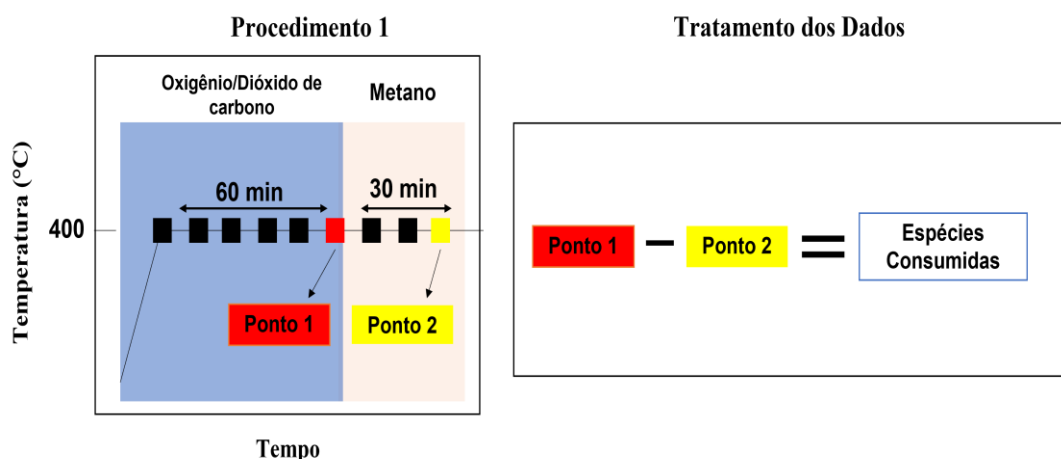 Procedimento 1
Tratamento dos Dados
Oxigênio/Dióxido de
carbono
Metano
Temperatura (°C)
400
60 min
30 min
Ponto 1
Ponto 2
Tempo
Ponto 1
Ponto 2
Espécies
Consumidas